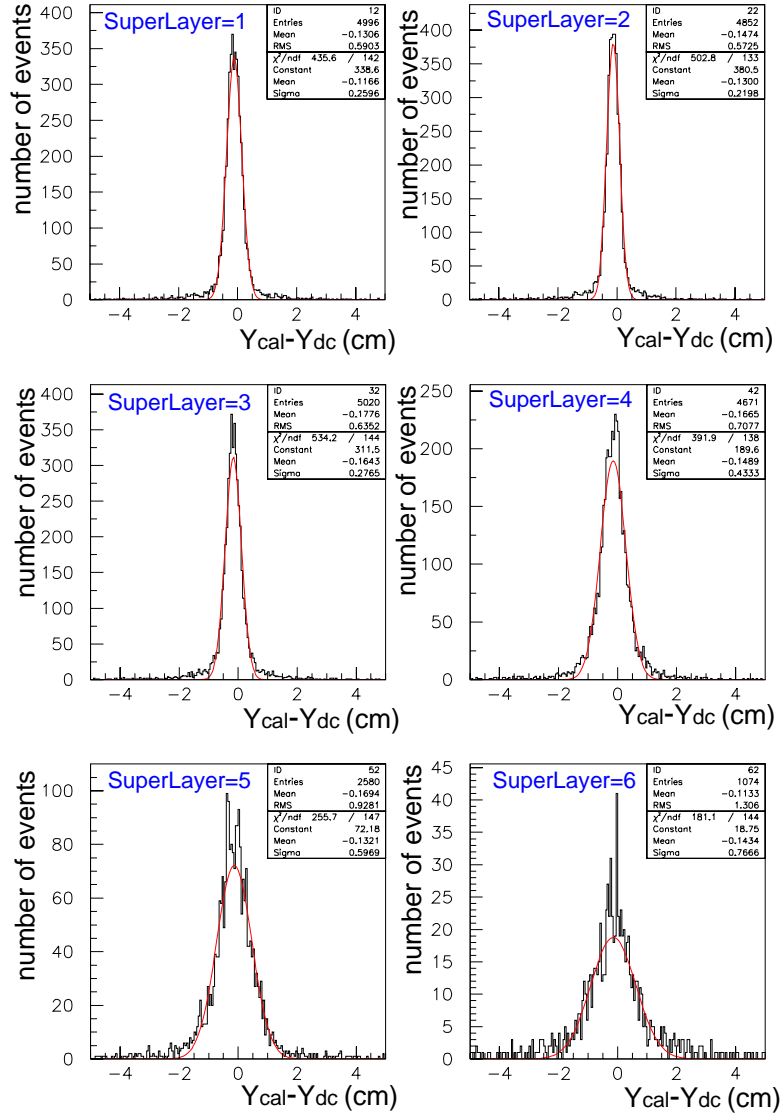 SuperLayer=1
ID 12
Entries 4996
Mean -0.1306
RMS 0.5903
χ²/ndf 435.6 / 142
Constant 338.6
Mean -0.1166
Sigma 0.2596
number of events
400
350
300
250
200
150
100
50
0
-4 -2 0 2 4
Ycal-Ydc (cm)
SuperLayer=2
ID 22
Entries 4852
Mean -0.1474
RMS 0.5725
χ²/ndf 502.8 / 133
Constant 380.5
Mean -0.1300
Sigma 0.2198
number of events
400
350
300
250
200
150
100
50
0
-4 -2 0 2 4
Ycal-Ydc (cm)
SuperLayer=3
ID 32
Entries 5020
Mean -0.1776
RMS 0.6352
χ²/ndf 534.2 / 144
Constant 311.5
Mean -0.1643
Sigma 0.2765
number of events
400
350
300
250
200
150
100
50
0
-4 -2 0 2 4
Ycal-Ydc (cm)
SuperLayer=4
ID 42
Entries 4671
Mean -0.1665
RMS 0.7077
χ²/ndf 391.9 / 138
Constant 189.6
Mean -0.1489
Sigma 0.4333
number of events
250
200
150
100
50
0
-4 -2 0 2 4
Ycal-Ydc (cm)
SuperLayer=5
ID 52
Entries 2580
Mean -0.1694
RMS 0.9281
χ²/ndf 255.7 / 147
Constant 72.18
Mean -0.1321
Sigma 0.5969
number of events
100
80
60
40
20
0
-4 -2 0 2 4
Ycal-Ydc (cm)
SuperLayer=6
ID 62
Entries 1074
Mean -0.1133
RMS 1.306
χ²/ndf 181.1 / 144
Constant 18.75
Mean -0.1434
Sigma 0.7666
number of events
45
40
35
30
25
20
15
10
5
0
-4 -2 0 2 4
Ycal-Ydc (cm)